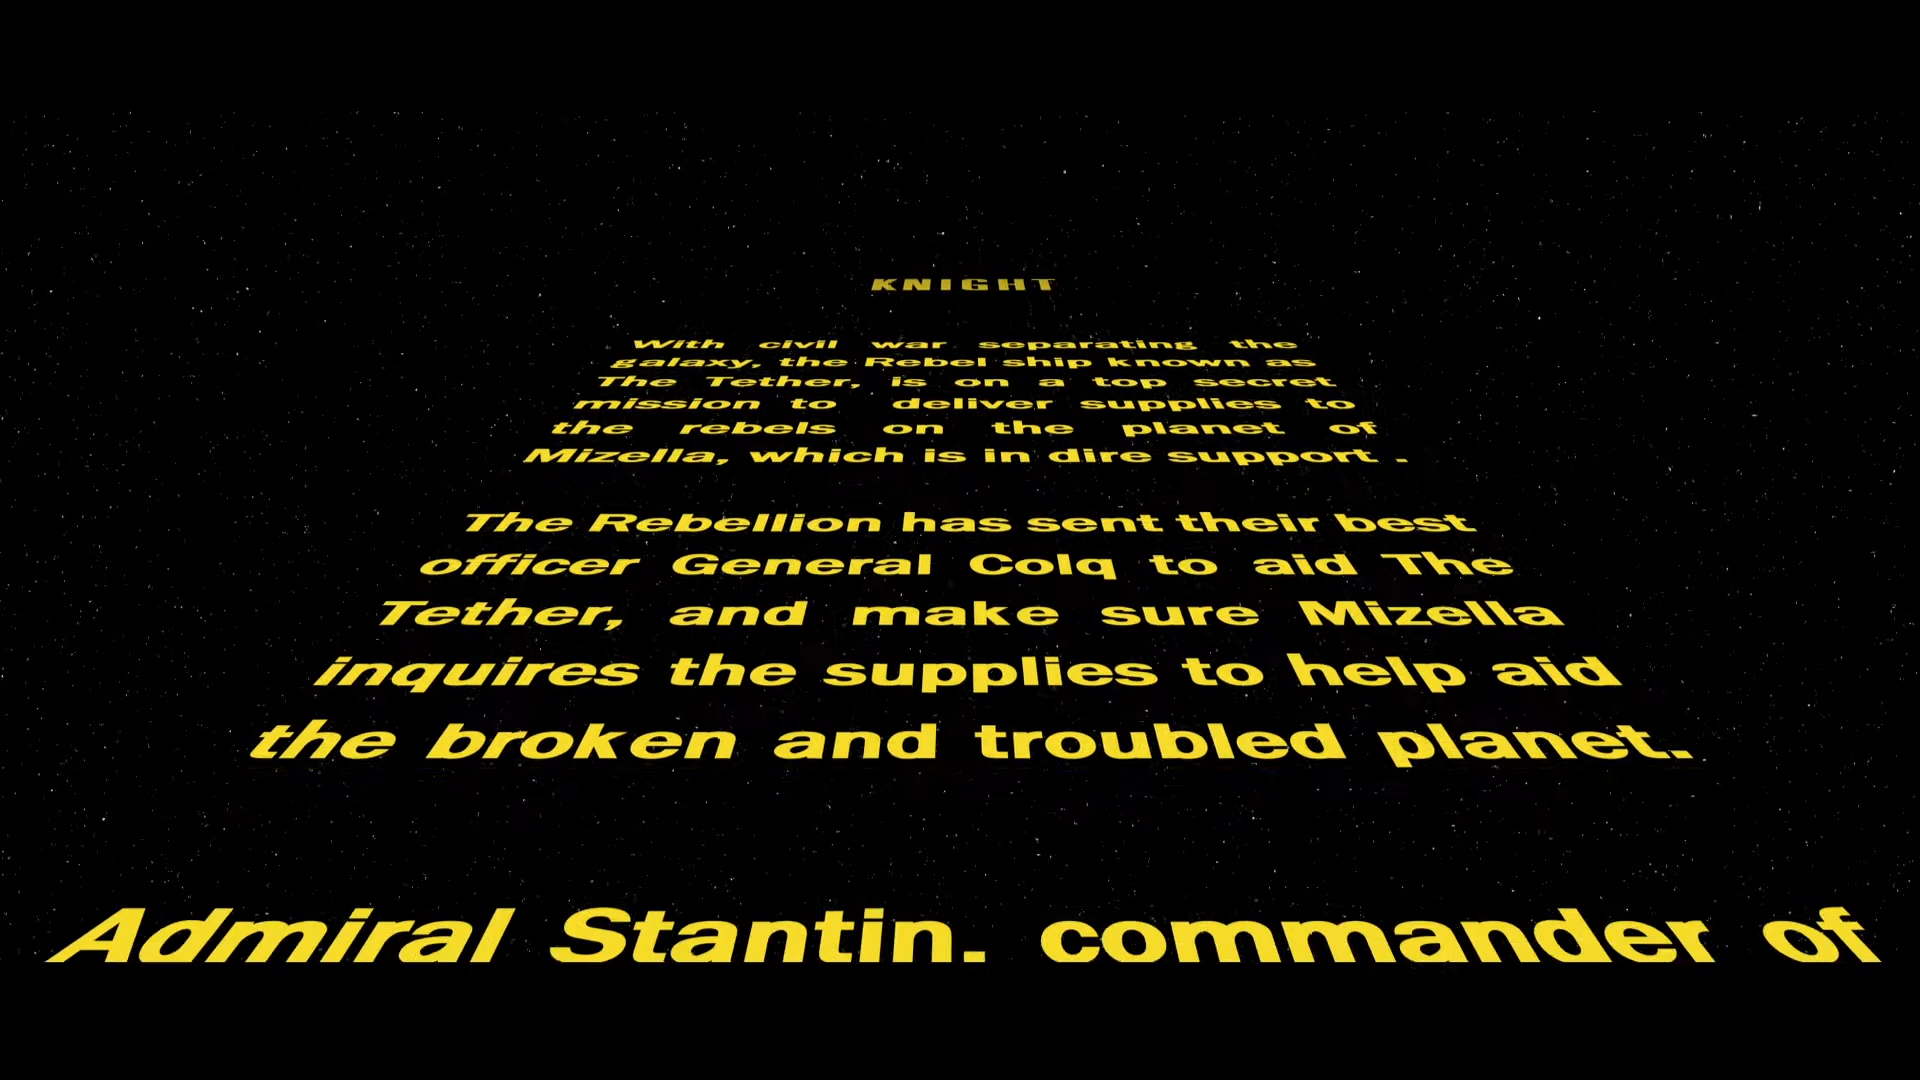 KNIGHT
With civil war separating the
galaxy, the Rebel ship known as
The Tether, is on a top secret
mission to deliver supplies to
the rebels on the planet of
Mizella, which is in dire support .
The Rebellion has sent their best
officer General Colq to aid The
Tether, and make sure Mizella
inquires the supplies to help aid
the broken and troubled planet.
Admiral Stantin. commander of